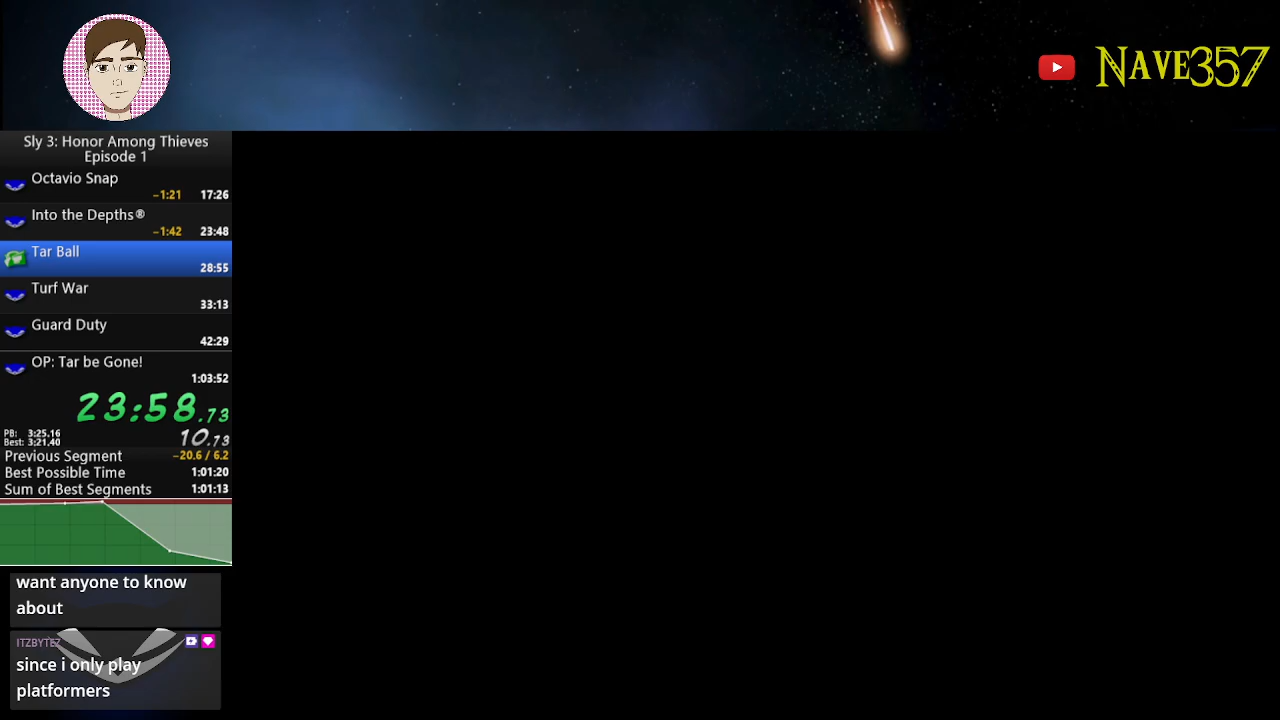 Nave357
Sly 3: Honor Among Thieves
Episode 1
Octavio Snap
−1:21 17:26
Into the Depths®
−1:42 23:48
Tar Ball
28:55
Turf War
33:13
Guard Duty
42:29
OP: Tar be Gone!
1:03:52
23:58.73
PB: 3:25.16
Best: 3:21.40
10.73
Previous Segment −20.6 / 6.2
Best Possible Time 1:01:20
Sum of Best Segments 1:01:13
want anyone to know
about
ITZBYTEZ
since i only play
platformers